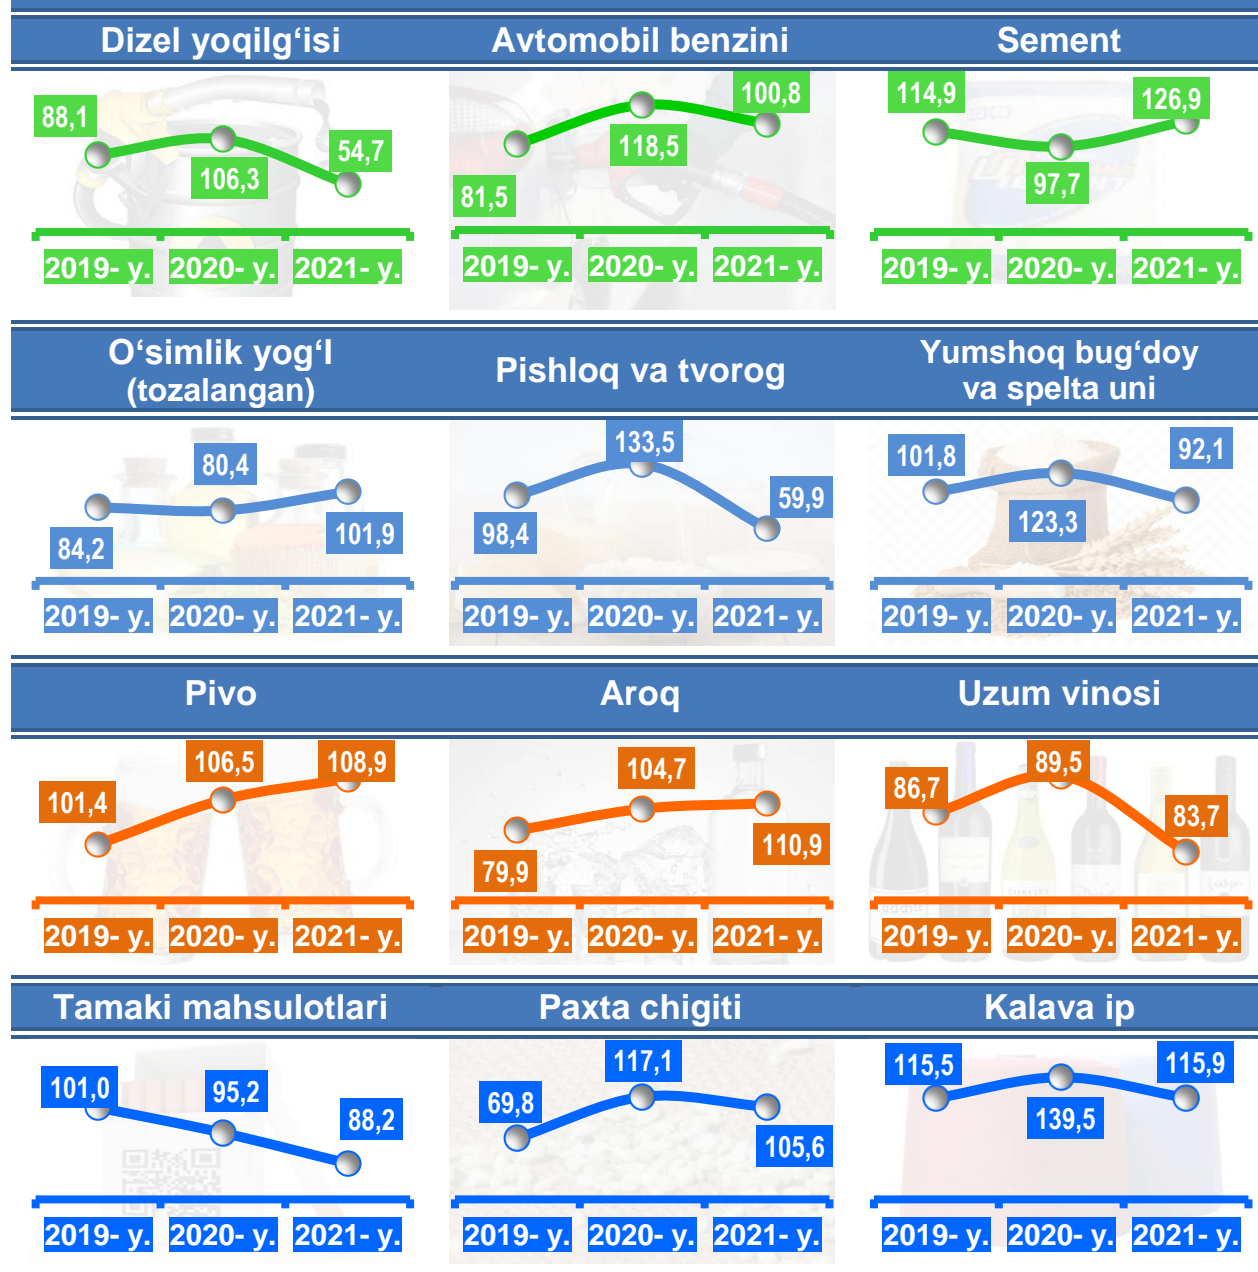 Dizel yoqilg‘isi
Avtomobil benzini
Sement
88,1
106,3
54,7
81,5
118,5
100,8
114,9
97,7
126,9
2019- y. 2020- y. 2021- y.
2019- y. 2020- y. 2021- y.
2019- y. 2020- y. 2021- y.
O‘simlik yog‘I
(tozalangan)
Pishloq va tvorog
Yumshoq bug‘doy
va spelta uni
84,2
80,4
101,9
98,4
133,5
59,9
101,8
123,3
92,1
2019- y. 2020- y. 2021- y.
2019- y. 2020- y. 2021- y.
2019- y. 2020- y. 2021- y.
Pivo
Aroq
Uzum vinosi
101,4
106,5
108,9
79,9
104,7
110,9
86,7
89,5
83,7
2019- y. 2020- y. 2021- y.
2019- y. 2020- y. 2021- y.
2019- y. 2020- y. 2021- y.
Tamaki mahsulotlari
Paxta chigiti
Kalava ip
101,0
95,2
88,2
69,8
117,1
105,6
115,5
139,5
115,9
2019- y. 2020- y. 2021- y.
2019- y. 2020- y. 2021- y.
2019- y. 2020- y. 2021- y.